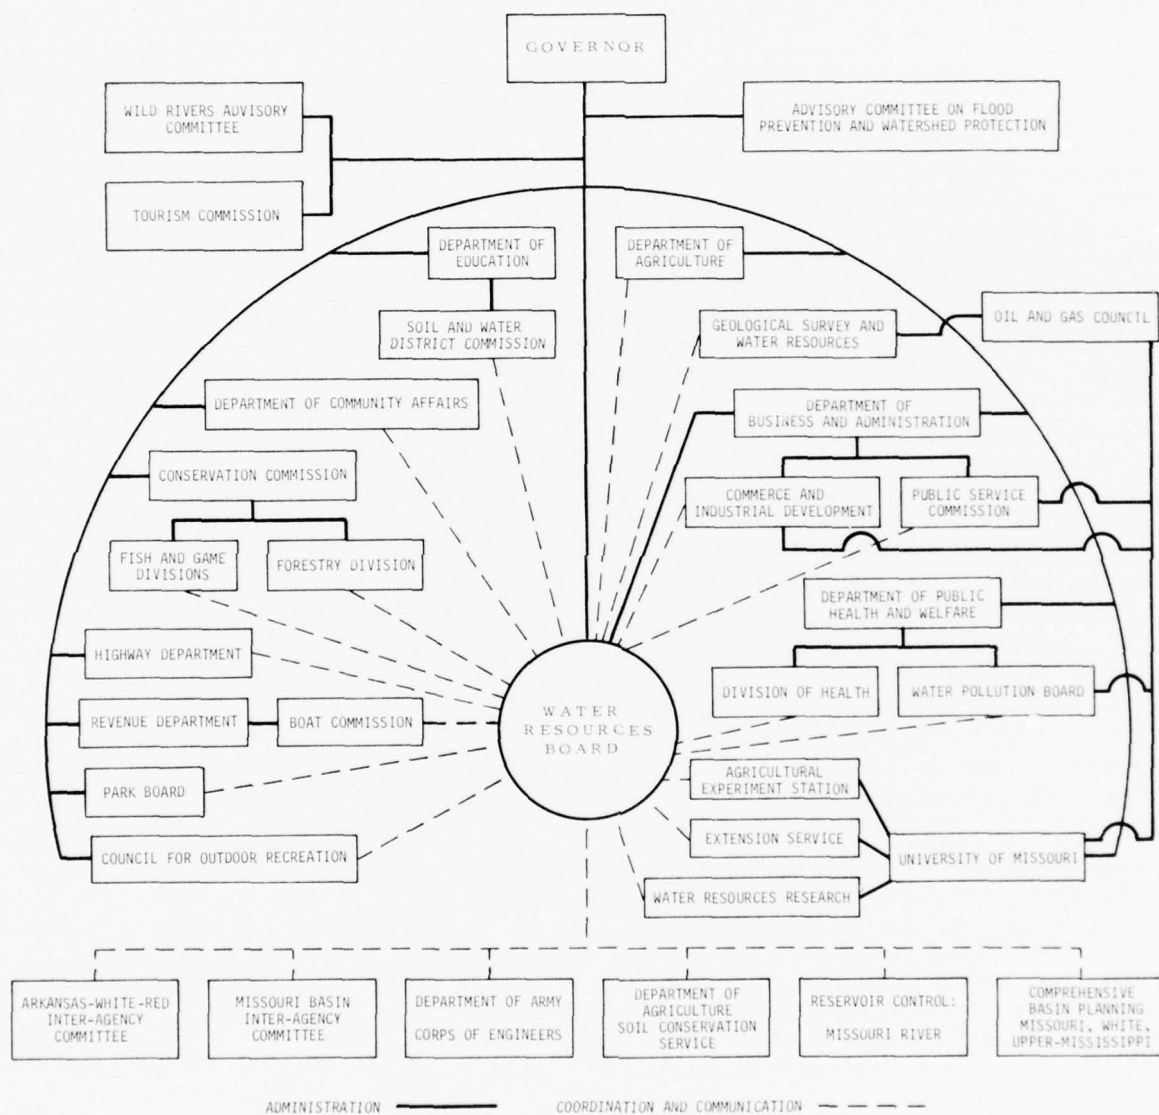 GOVERNOR
WILD RIVERS ADVISORY
COMMITTEE
ADVISORY COMMITTEE ON FLOOD
PREVENTION AND WATERSHED PROTECTION
TOURISM COMMISSION
DEPARTMENT OF
EDUCATION
DEPARTMENT OF
AGRICULTURE
SOIL AND WATER
DISTRICT COMMISSION
GEOLOGICAL SURVEY AND
WATER RESOURCES
OIL AND GAS COUNCIL
DEPARTMENT OF COMMUNITY AFFAIRS
DEPARTMENT OF
BUSINESS AND ADMINISTRATION
CONSERVATION COMMISSION
COMMERCE AND
INDUSTRIAL DEVELOPMENT
PUBLIC SERVICE
COMMISSION
FISH AND GAME
DIVISIONS
FORESTRY DIVISION
DEPARTMENT OF PUBLIC
HEALTH AND WELFARE
HIGHWAY DEPARTMENT
DIVISION OF HEALTH
WATER POLLUTION BOARD
REVENUE DEPARTMENT
BOAT COMMISSION
WATER
RESOURCES
BOARD
PARK BOARD
AGRICULTURAL
EXPERIMENT STATION
COUNCIL FOR OUTDOOR RECREATION
EXTENSION SERVICE
UNIVERSITY OF MISSOURI
WATER RESOURCES RESEARCH
ARKANSAS-WHITE-RED
INTER-AGENCY
COMMITTEE
MISSOURI BASIN
INTER-AGENCY
COMMITTEE
DEPARTMENT OF ARMY
CORPS OF ENGINEERS
DEPARTMENT OF
AGRICULTURE
SOIL CONSERVATION
SERVICE
RESERVOIR CONTROL:
MISSOURI RIVER
COMPREHENSIVE
BASIN PLANNING
MISSOURI, WHITE,
UPPER-MISSISSIPPI
ADMINISTRATION
COORDINATION AND COMMUNICATION